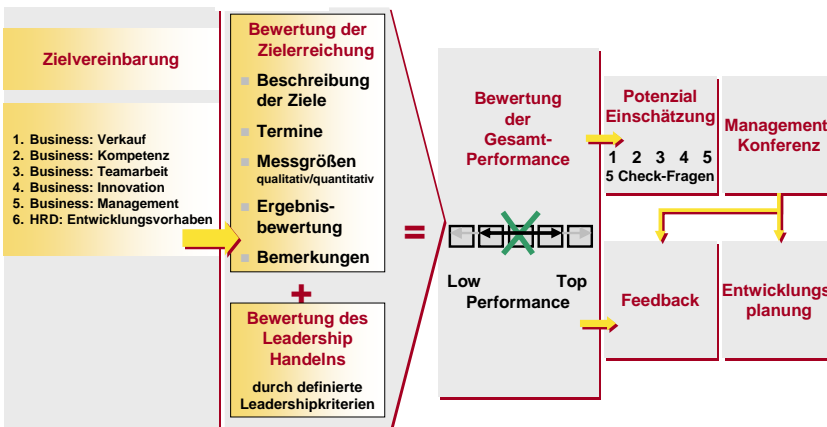 Zielvereinbarung
1. Business: Verkauf
2. Business: Kompetenz
3. Business: Teamarbeit
4. Business: Innovation
5. Business: Management
6. HRD: Entwicklungsvorhaben
Bewertung der
Zielerreichung
Beschreibung
der Ziele
Termine
Messgrößen
qualitativ/quantitativ
Ergebnis-
bewertung
Bemerkungen
+
Bewertung des
Leadership
Handelns
durch definierte
Leadershipkriterien
=
Bewertung
der
Gesamt-
Performance
Low Top
Performance
Potenzial
Einschätzung
1 2 3 4 5
5 Check-Fragen
Management
Konferenz
Feedback
Entwicklungs
planung